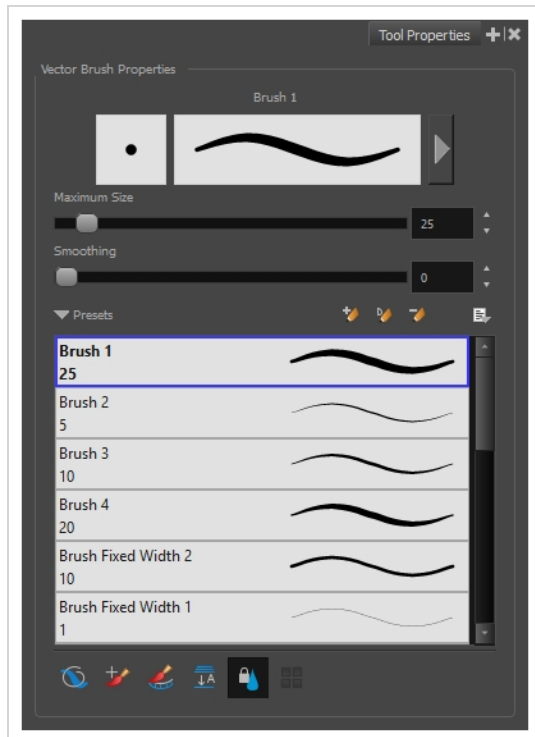 Tool Properties
Vector Brush Properties
Brush 1
Maximum Size
25
Smoothing
0
Presets
Brush 1
25
Brush 2
5
Brush 3
10
Brush 4
20
Brush Fixed Width 2
10
Brush Fixed Width 1
1